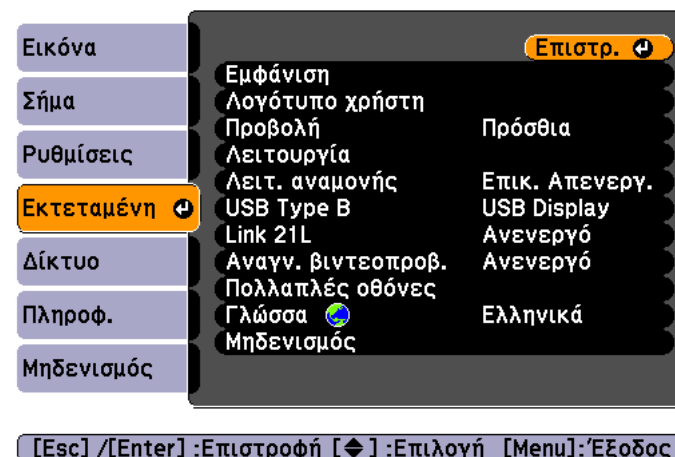 Εικόνα
Σήμα
Ρυθμίσεις
Εκτεταμένη
Δίκτυο
Πληροφ.
Μηδενισμός
Επιστρ.
Εμφάνιση
Λογότυπο χρήστη
Προβολή Πρόσθια
Λειτουργία
Λειτ. αναμονής Επικ. Απενεργ.
USB Type B USB Display
Link 21L Ανενεργό
Αναγν. βιντεοπροβ. Ανενεργό
Πολλαπλές οθόνες
Γλώσσα Ελληνικά
Μηδενισμός
[Esc] /[Enter] :Επιστροφή [◆] :Επιλογή [Menu]:Έξοδος